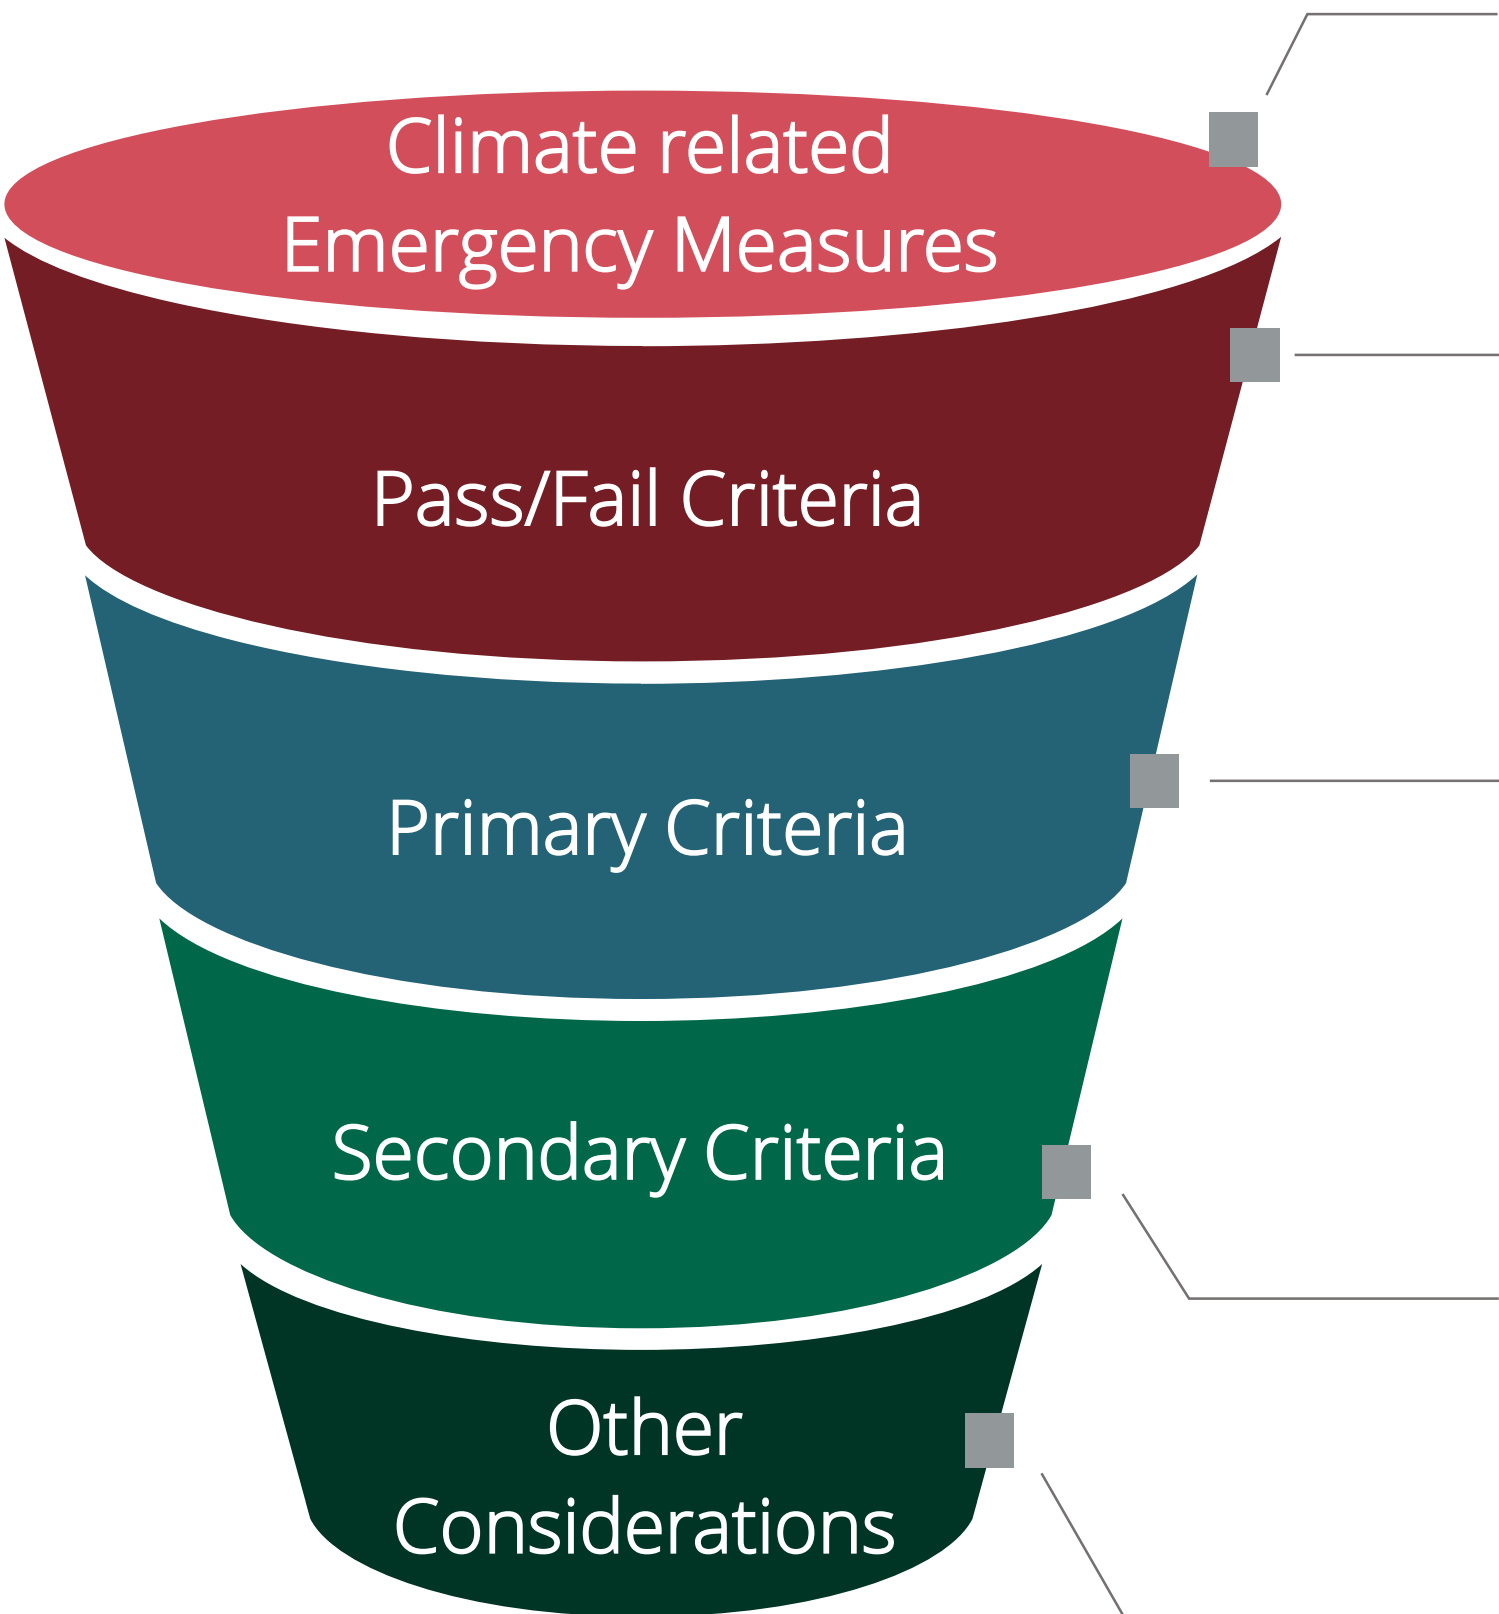 Climate related
Emergency Measures
Pass/Fail Criteria
Primary Criteria
Secondary Criteria
Other
Considerations